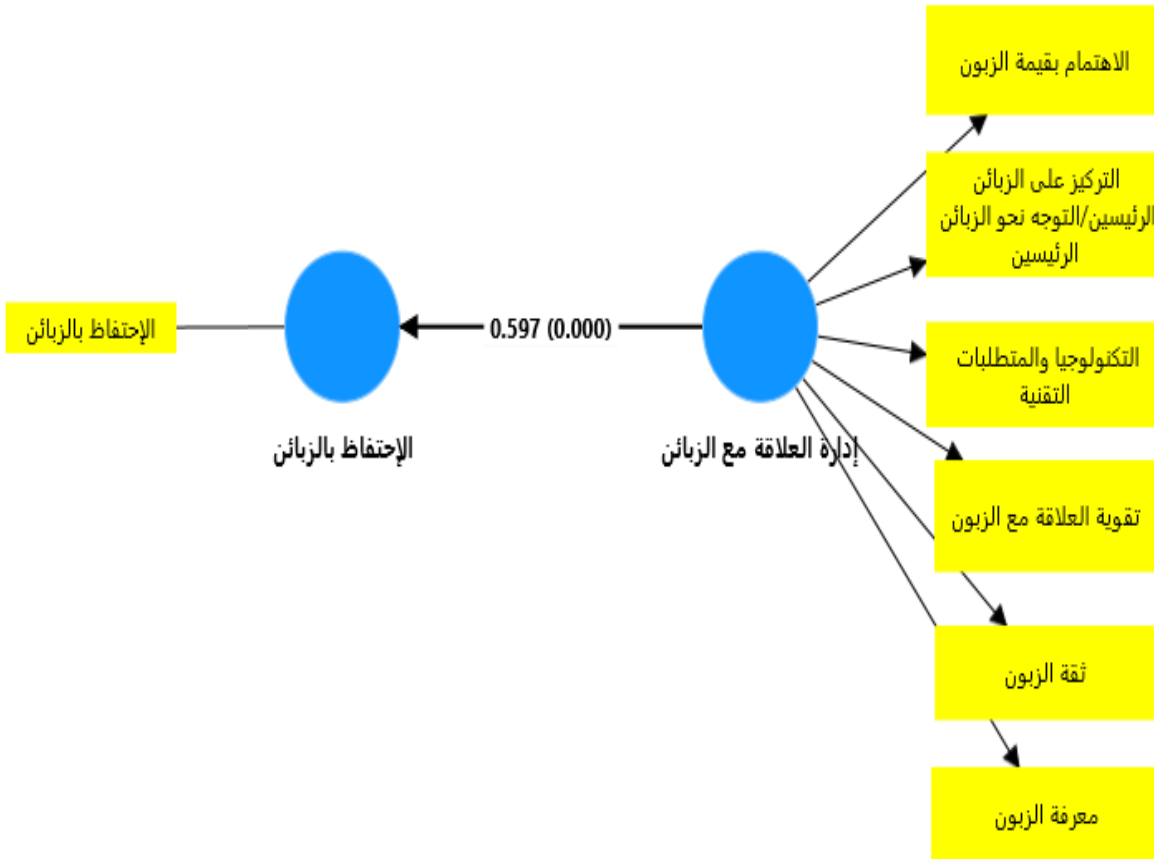 الاهتمام بقيمة الزبون
التركيز على الزبائن
الرئيسين/التوجه نحو الزبائن
الرئيسين
التكنولوجيا والمتطلبات
التقنية
تقوية العلاقة مع الزبون
ثقة الزبون
معرفة الزبون
إدارة العلاقة مع الزبائن
0.597 (0.000)
الإحتفاظ بالزبائن
الإحتفاظ بالزبائن